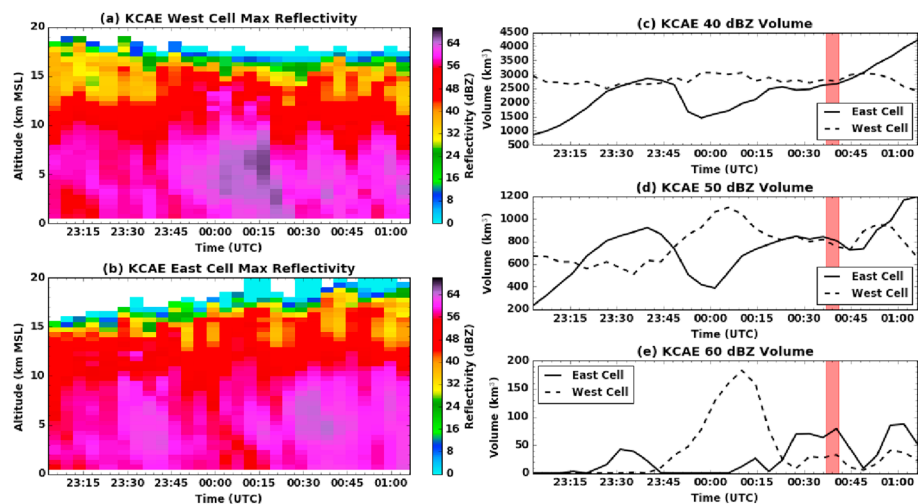 (a) KCAE West Cell Max Reflectivity
20
15
10
5
0
Altitude (km MSL)
23:15 23:30 23:45 00:00 00:15 00:30 00:45 01:00
Time (UTC)
64
56
48
40
32
24
16
8
0
Reflectivity (dBZ)
(b) KCAE East Cell Max Reflectivity
20
15
10
5
0
Altitude (km MSL)
23:15 23:30 23:45 00:00 00:15 00:30 00:45 01:00
Time (UTC)
64
56
48
40
32
24
16
8
0
Reflectivity (dBZ)
(c) KCAE 40 dBZ Volume
4500
4000
3500
3000
2500
2000
1500
1000
500
Volume (km³)
East Cell
West Cell
23:15 23:30 23:45 00:00 00:15 00:30 00:45 01:00
Time (UTC)
(d) KCAE 50 dBZ Volume
1200
1000
800
600
400
200
Volume (km³)
East Cell
West Cell
23:15 23:30 23:45 00:00 00:15 00:30 00:45 01:00
Time (UTC)
(e) KCAE 60 dBZ Volume
200
150
100
50
0
Volume (km³)
East Cell
West Cell
23:15 23:30 23:45 00:00 00:15 00:30 00:45 01:00
Time (UTC)